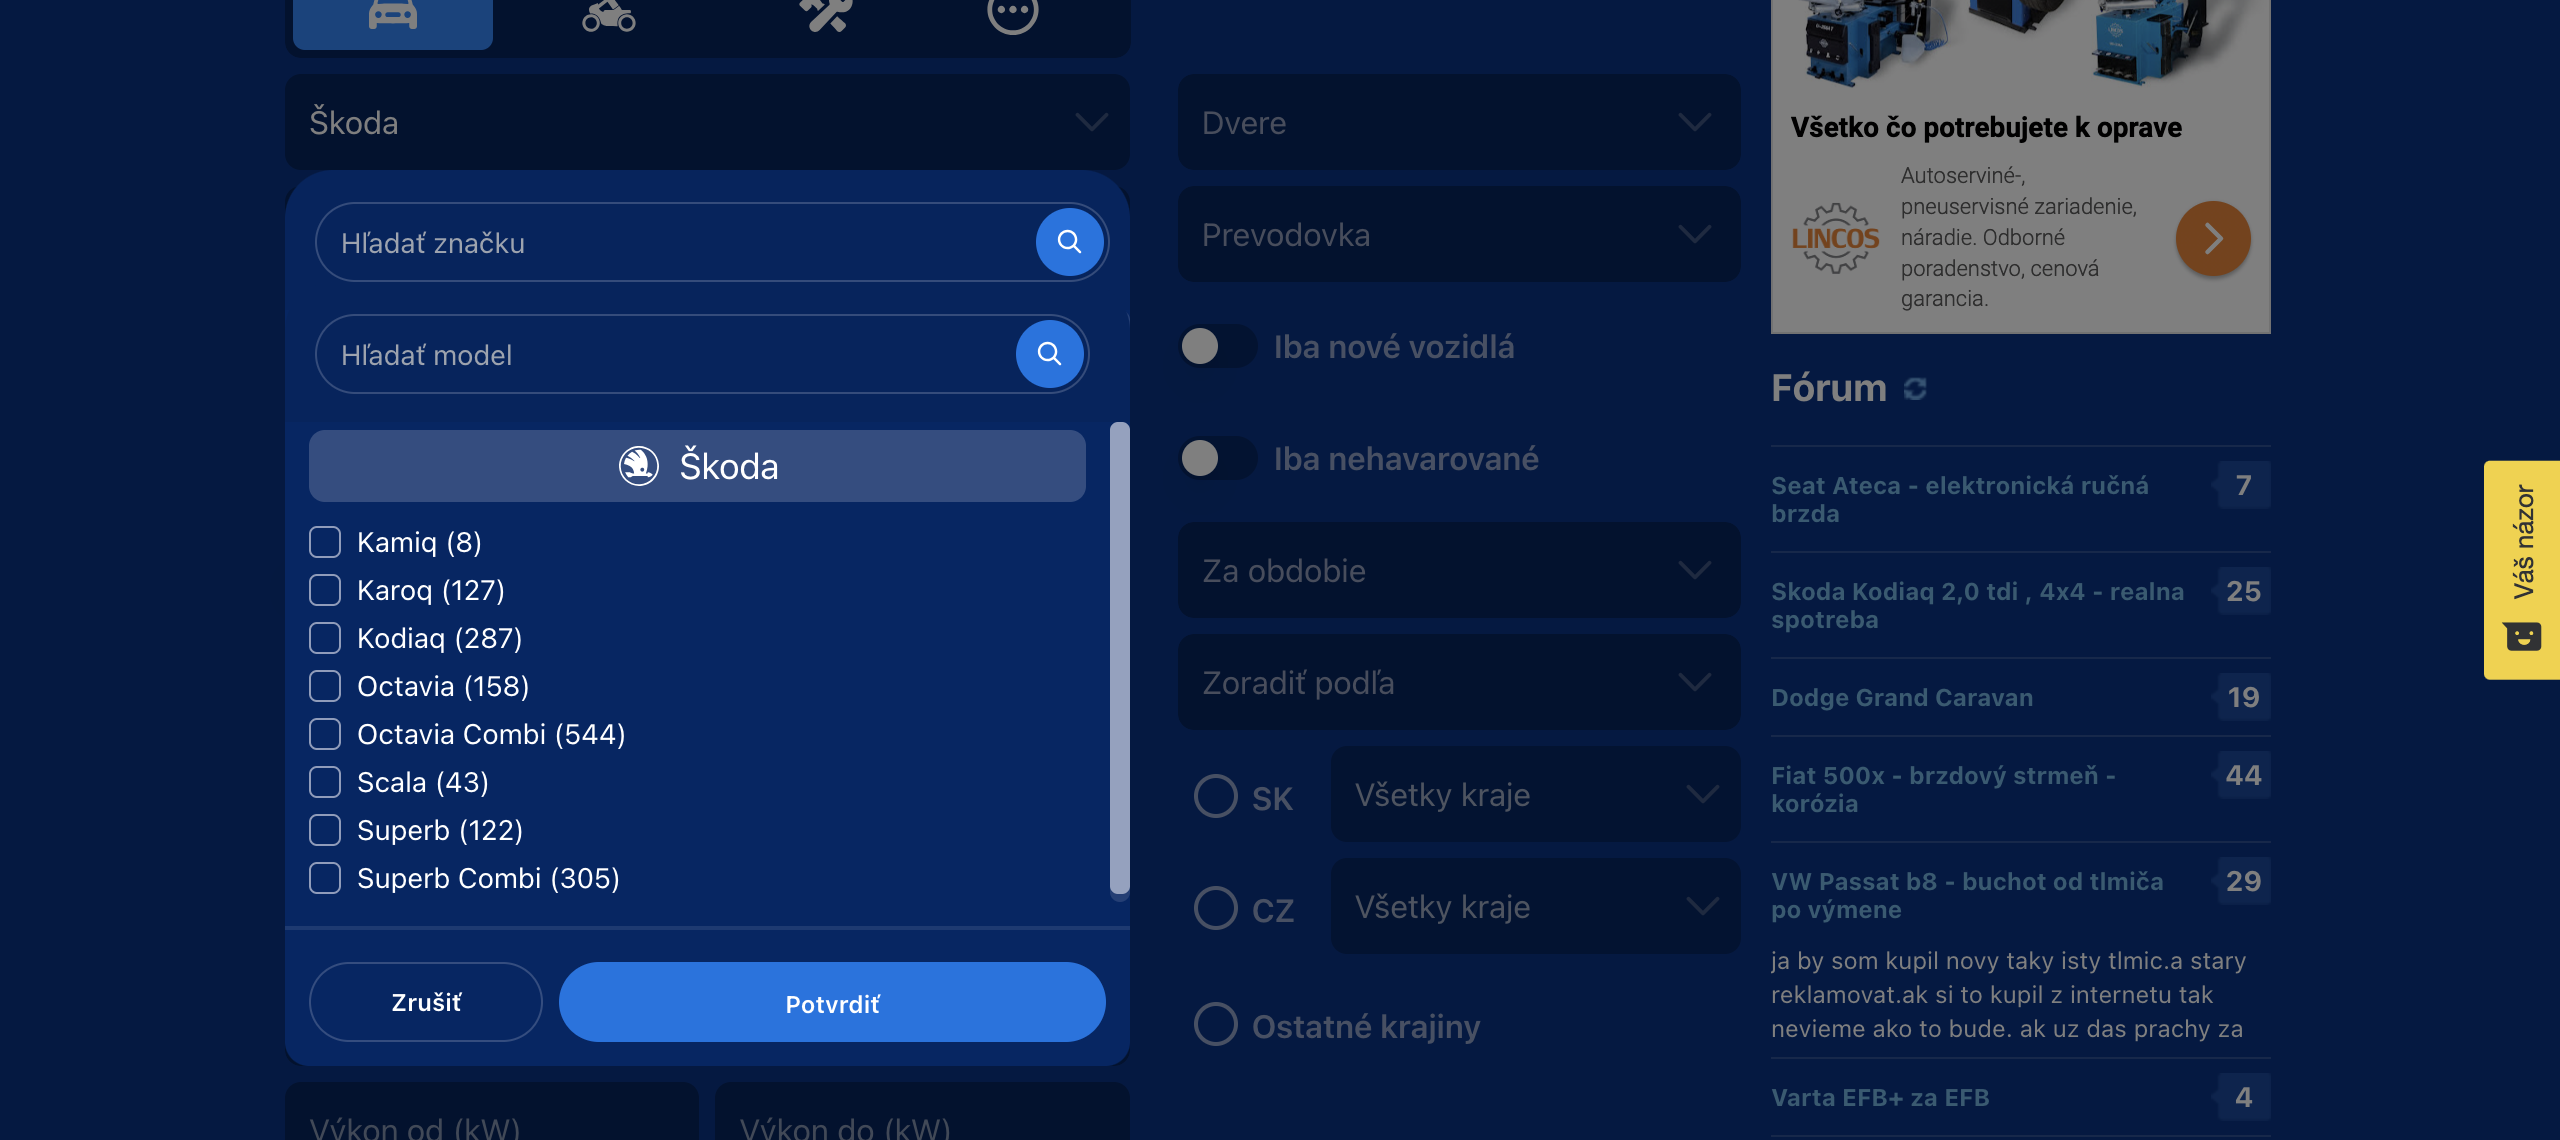 Škoda
Hľadať značku
Hľadať model
Škoda
Kamiq (8)
Karoq (127)
Kodiaq (287)
Octavia (158)
Octavia Combi (544)
Scala (43)
Superb (122)
Superb Combi (305)
Zrušiť
Potvrdiť
Výkon od (kW)
Výkon do (kW)
Dvere
Prevodovka
Iba nové vozidlá
Iba nehavarované
Za obdobie
Zoradiť podľa
SK
Všetky kraje
CZ
Všetky kraje
Ostatné krajiny
Všetko čo potrebujete k oprave
LINCOS
Autoserviné-,
pneuservisné zariadenie,
náradie. Odborné
poradenstvo, cenová
garancia.
Fórum
Seat Ateca - elektronická ručná
brzda
7
Skoda Kodiaq 2,0 tdi , 4x4 - realna
spotreba
25
Dodge Grand Caravan
19
Fiat 500x - brzdový strmeň -
korózia
44
VW Passat b8 - buchot od tlmiča
po výmene
29
ja by som kupil novy taky isty tlmic.a stary
reklamovat.ak si to kupil z internetu tak
nevieme ako to bude. ak uz das prachy za
Varta EFB+ za EFB
4
Váš názor